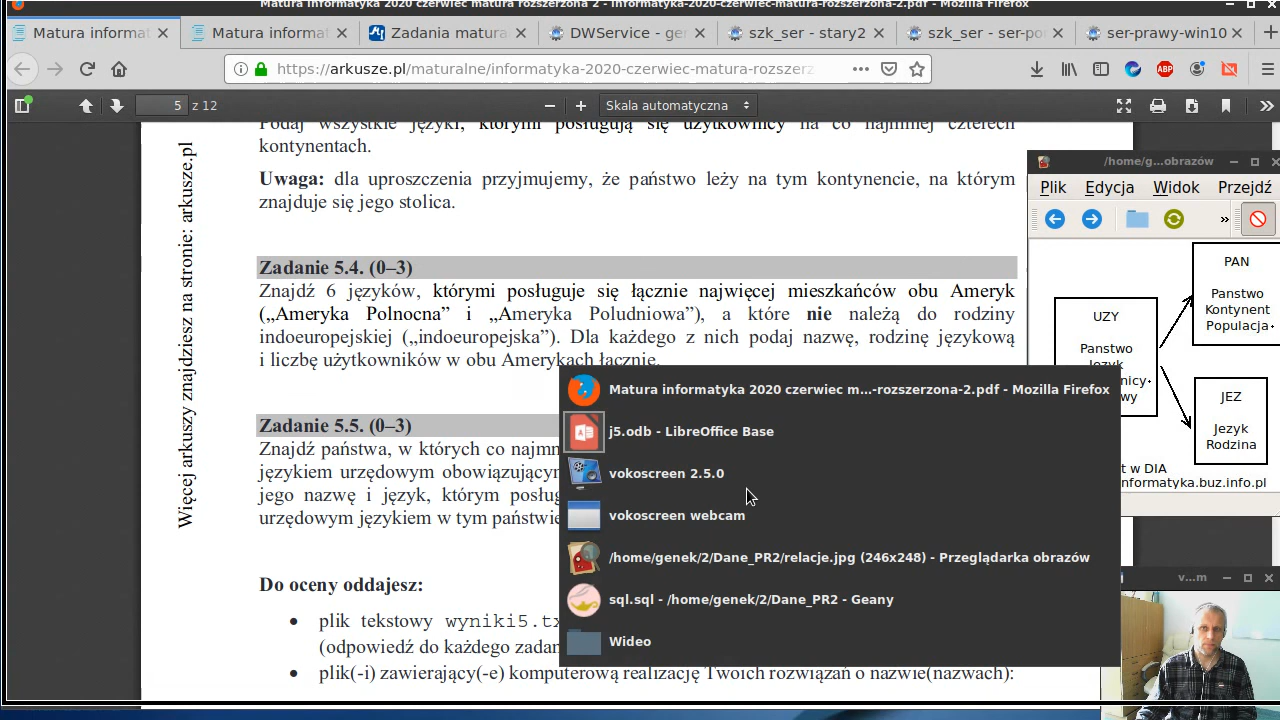 Matura informatyka 2020 czerwiec matura rozszerzona 2 - informatyka-2020-czerwiec-matura-rozszerzona-2.pdf - Mozilla Firefox
Matura informat
Matura informat
Zadania matura
DWService - ge
szk_ser - stary2
szk_ser - ser-po
ser-prawy-win10
https://arkusze.pl/maturalne/informatyka-2020-czerwiec-matura-rozszerz
ABP
5 z 12
Skala automatyczna
Podaj wszystkie języki, którymi posługują się użytkownicy na co najmniej czterech
kontynentach.
Uwaga: dla uproszczenia przyjmujemy, że państwo leży na tym kontynencie, na którym
znajduje się jego stolica.
Więcej arkuszy znajdziesz na stronie: arkusze.pl
Zadanie 5.4. (0–3)
Znajdź 6 języków, którymi posługuje się łącznie najwięcej mieszkańców obu Ameryk
(„Ameryka Polnocna” i „Ameryka Poludniowa”), a które nie należą do rodziny
indoeuropejskiej („indoeuropejska”). Dla każdego z nich podaj nazwę, rodzinę językową
i liczbę użytkowników w obu Amerykach łącznie.
Zadanie 5.5. (0–3)
Znajdź państwa, w których co najmn
językiem urzędowym obowiązującym
jego nazwę i język, którym posług
urzędowym językiem w tym państwie
Do oceny oddajesz:
plik tekstowy wyniki5.tx
(odpowiedź do każdego zadan
plik(-i) zawierający(-e) komputerową realizację Twoich rozwiązań o nazwie(nazwach):
Matura informatyka 2020 czerwiec m...-rozszerzona-2.pdf - Mozilla Firefox
j5.odb - LibreOffice Base
vokoscreen 2.5.0
vokoscreen webcam
/home/genek/2/Dane_PR2/relacje.jpg (246x248) - Przeglądarka obrazów
sql.sql - /home/genek/2/Dane_PR2 - Geany
Wideo
/home/g...obrazów
Plik Edycja Widok Przejdź
PAN
Panstwo
Kontynent
Populacja
UZY
Panstwo
Jezyk
nicy
wy
JEZ
Jezyk
Rodzina
t w DIA
informatyka.buz.info.pl
v...m